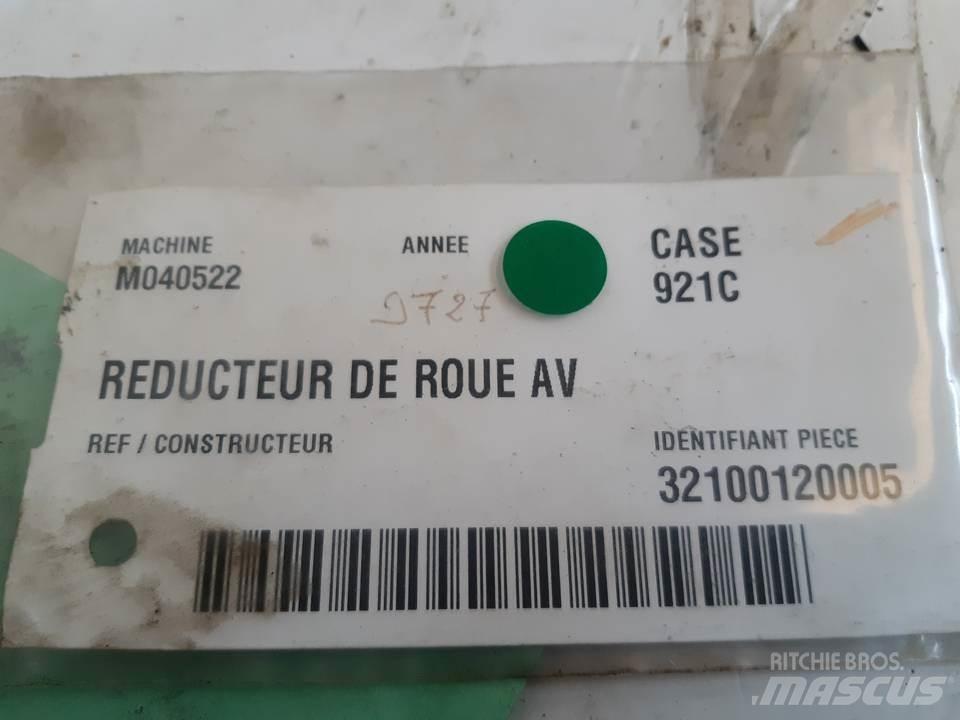 MACHINE ANNEE CASE
M040522 921C
D727
REDUCTEUR DE ROUE AV
REF / CONSTRUCTEUR IDENTIFIANT PIECE
32100120005
RITCHIE BROS.
MASCUS